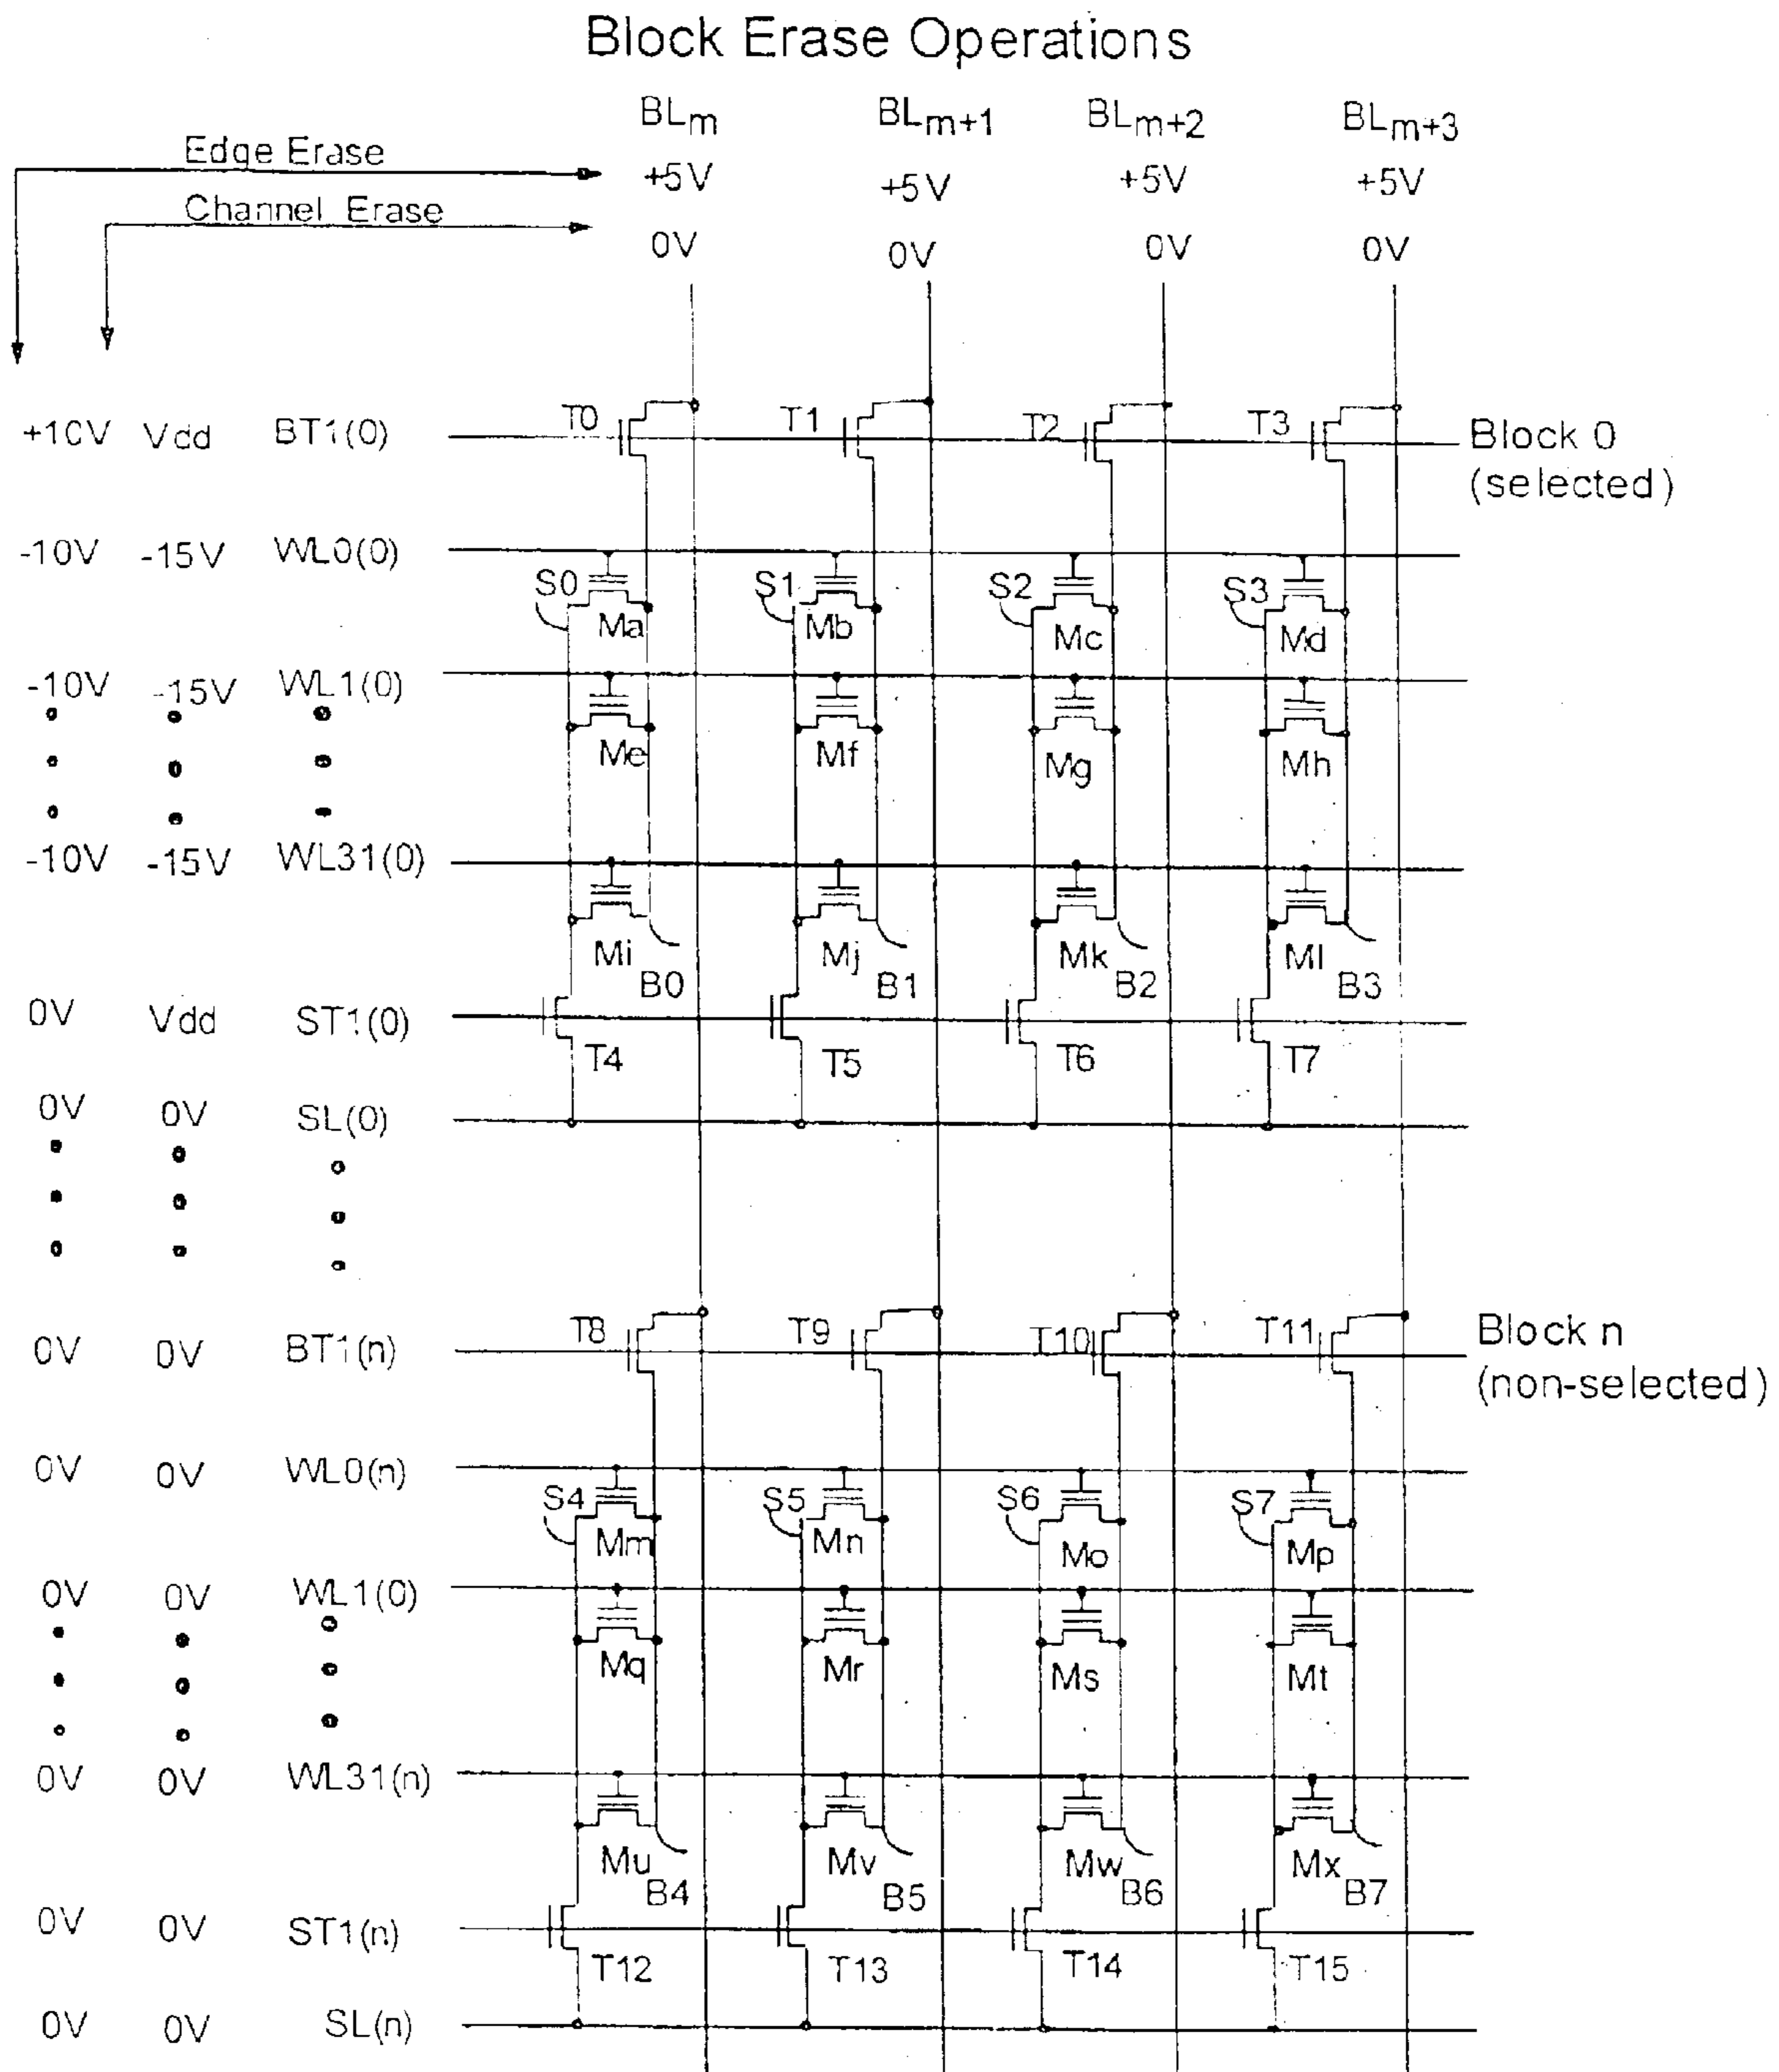 Block Erase Operations
BLm BLm+1 BLm+2 BLm+3
Edge Erase +5V +5V +5V +5V
Channel Erase 0V 0V 0V 0V
+10V Vdd BT1(0) T0 T1 T2 T3 Block 0
(selected)
-10V -15V WL0(0)
S0 S1 S2 S3
Ma Mb Mc Md
-10V -15V WL1(0)
Me Mf Mg Mh
-10V -15V WL31(0)
Mi Mj Mk Ml
B0 B1 B2 B3
0V Vdd ST1(0)
T4 T5 T6 T7
0V 0V SL(0)
0V 0V BT1(n) T8 T9 T10 T11 Block n
(non-selected)
0V 0V WL0(n)
S4 S5 S6 S7
Mm Mn Mo Mp
0V 0V WL1(0)
Mq Mr Ms Mt
0V 0V WL31(n)
Mu Mv Mw Mx
B4 B5 B6 B7
0V 0V ST1(n)
T12 T13 T14 T15
0V 0V SL(n)